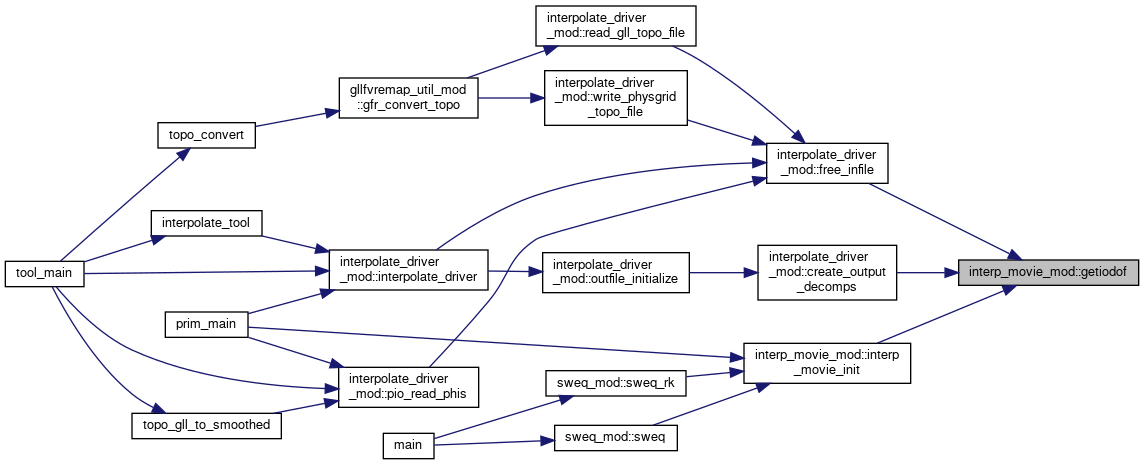 interpolate_driver
_mod::read_gll_topo_file
gllfvremap_util_mod
::gfr_convert_topo
interpolate_driver
_mod::write_physgrid
_topo_file
topo_convert
interpolate_driver
_mod::free_infile
interpolate_tool
tool_main
interpolate_driver
_mod::interpolate_driver
interpolate_driver
_mod::outfile_initialize
interpolate_driver
_mod::create_output
_decomps
interp_movie_mod::getiodof
prim_main
interp_movie_mod::interp
_movie_init
interpolate_driver
_mod::pio_read_phis
sweq_mod::sweq_rk
topo_gll_to_smoothed
main
sweq_mod::sweq